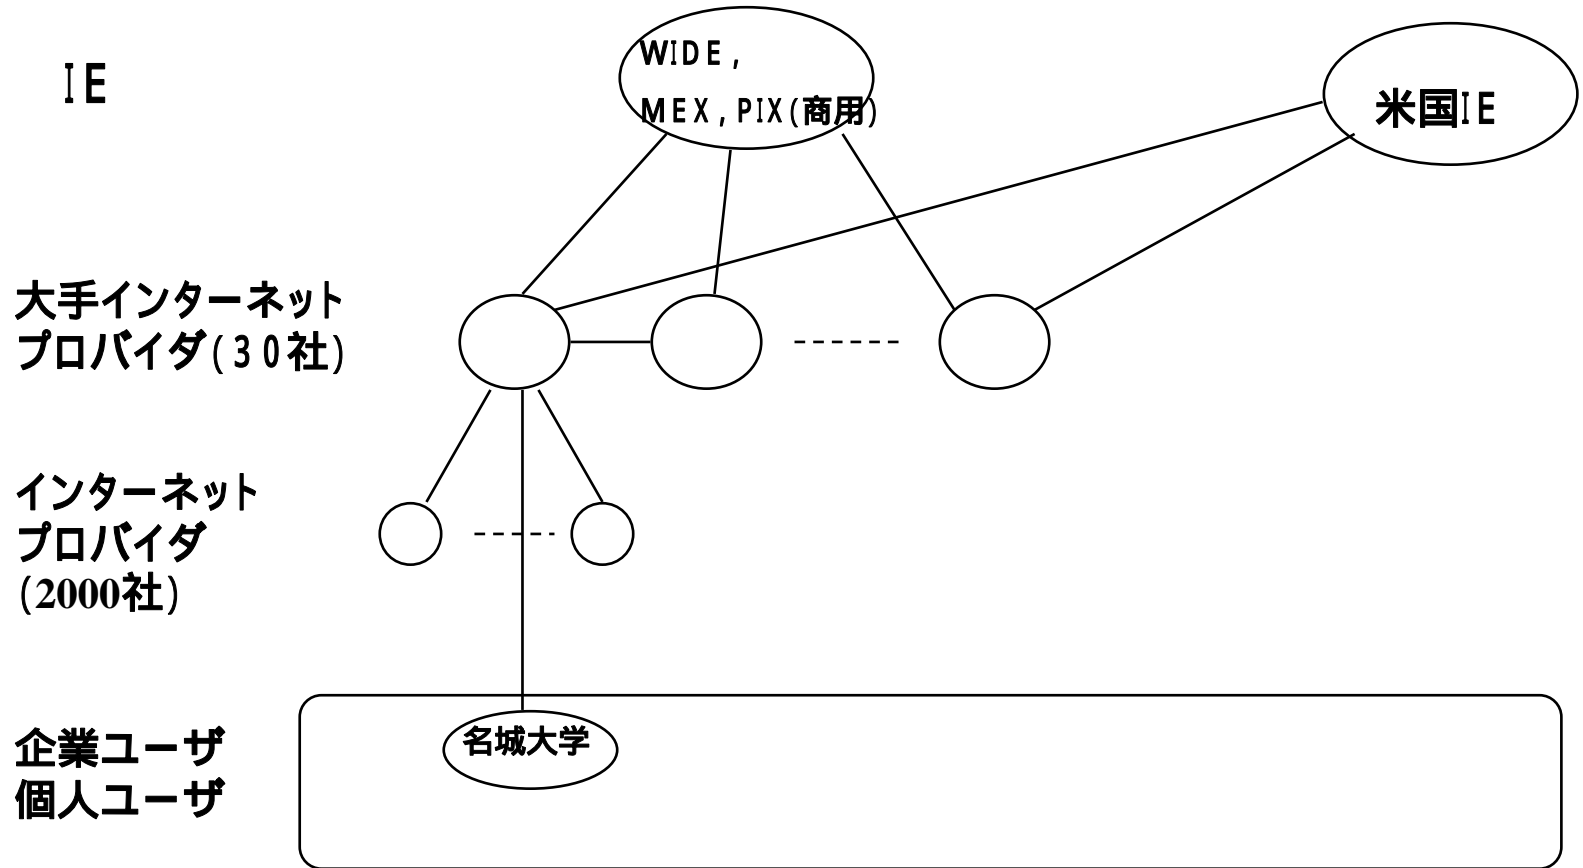 IE
WIDE,
MEX,PIX(商用)
米国IE
大手インターネット
プロバイダ(30社)
インターネット
プロバイダ
(2000社)
企業ユーザ
個人ユーザ
名城大学